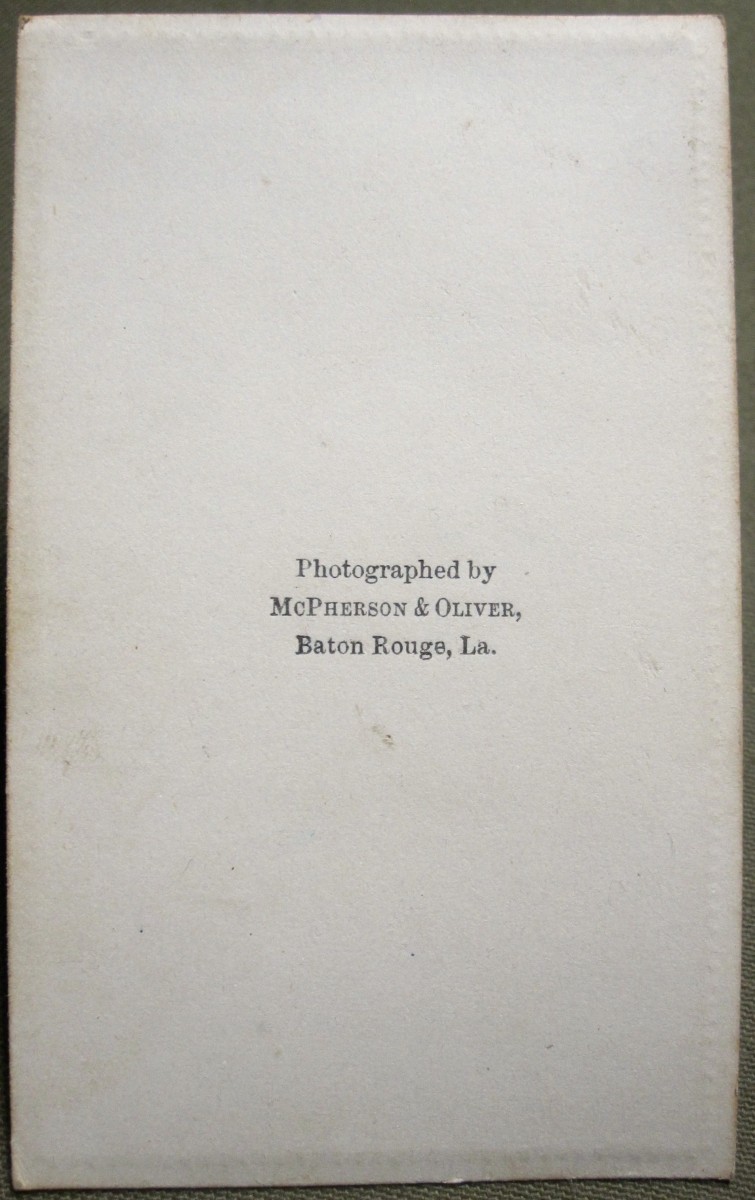 Photographed by
McPherson & Oliver,
Baton Rouge, La.